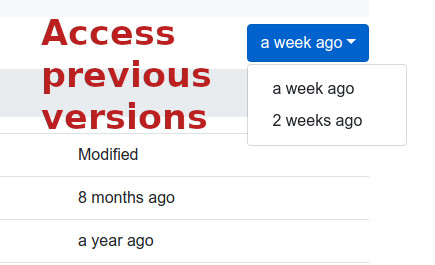 Access
previous
versions
a week ago
a week ago
2 weeks ago
Modified
8 months ago
a year ago